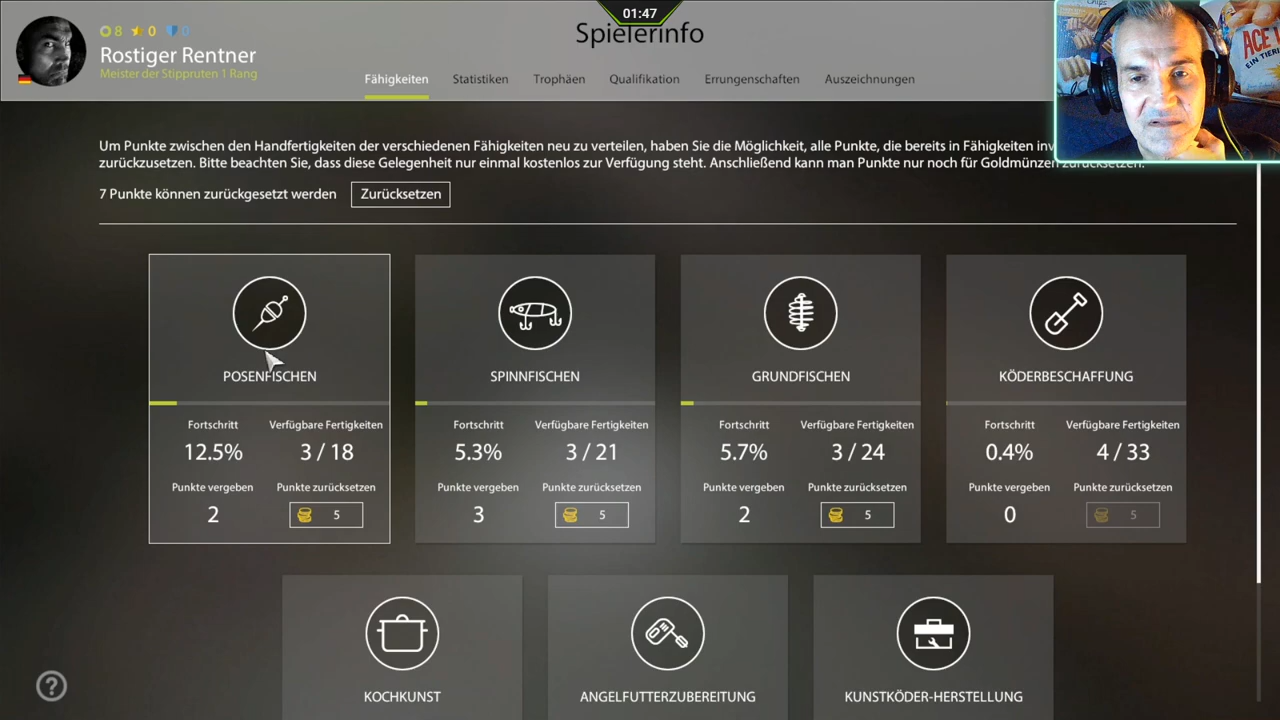 01:47
8 0 0
Rostiger Rentner
Meister der Stippruten 1 Rang
Spielerinfo
Fähigkeiten Statistiken Trophäen Qualifikation Errungenschaften Auszeichnungen
Um Punkte zwischen den Handfertigkeiten der verschiedenen Fähigkeiten neu zu verteilen, haben Sie die Möglichkeit, alle Punkte, die bereits in Fähigkeiten
zurückzusetzen. Bitte beachten Sie, dass diese Gelegenheit nur einmal kostenlos zur Verfügung steht. Anschließend kann man Punkte nur noch für Goldmünzen
7 Punkte können zurückgesetzt werden Zurücksetzen
POSENFISCHEN
Fortschritt Verfügbare Fertigkeiten
12.5% 3 / 18
Punkte vergeben Punkte zurücksetzen
2 5
SPINNFISCHEN
Fortschritt Verfügbare Fertigkeiten
5.3% 3 / 21
Punkte vergeben Punkte zurücksetzen
3 5
GRUNDFISCHEN
Fortschritt Verfügbare Fertigkeiten
5.7% 3 / 24
Punkte vergeben Punkte zurücksetzen
2 5
KÖDERBESCHAFFUNG
Fortschritt Verfügbare Fertigkeiten
0.4% 4 / 33
Punkte vergeben Punkte zurücksetzen
0 5
KOCHKUNST
ANGELFUTTERZUBEREITUNG
KUNSTKÖDER-HERSTELLUNG
?
Chips
ACE
EIN TIER